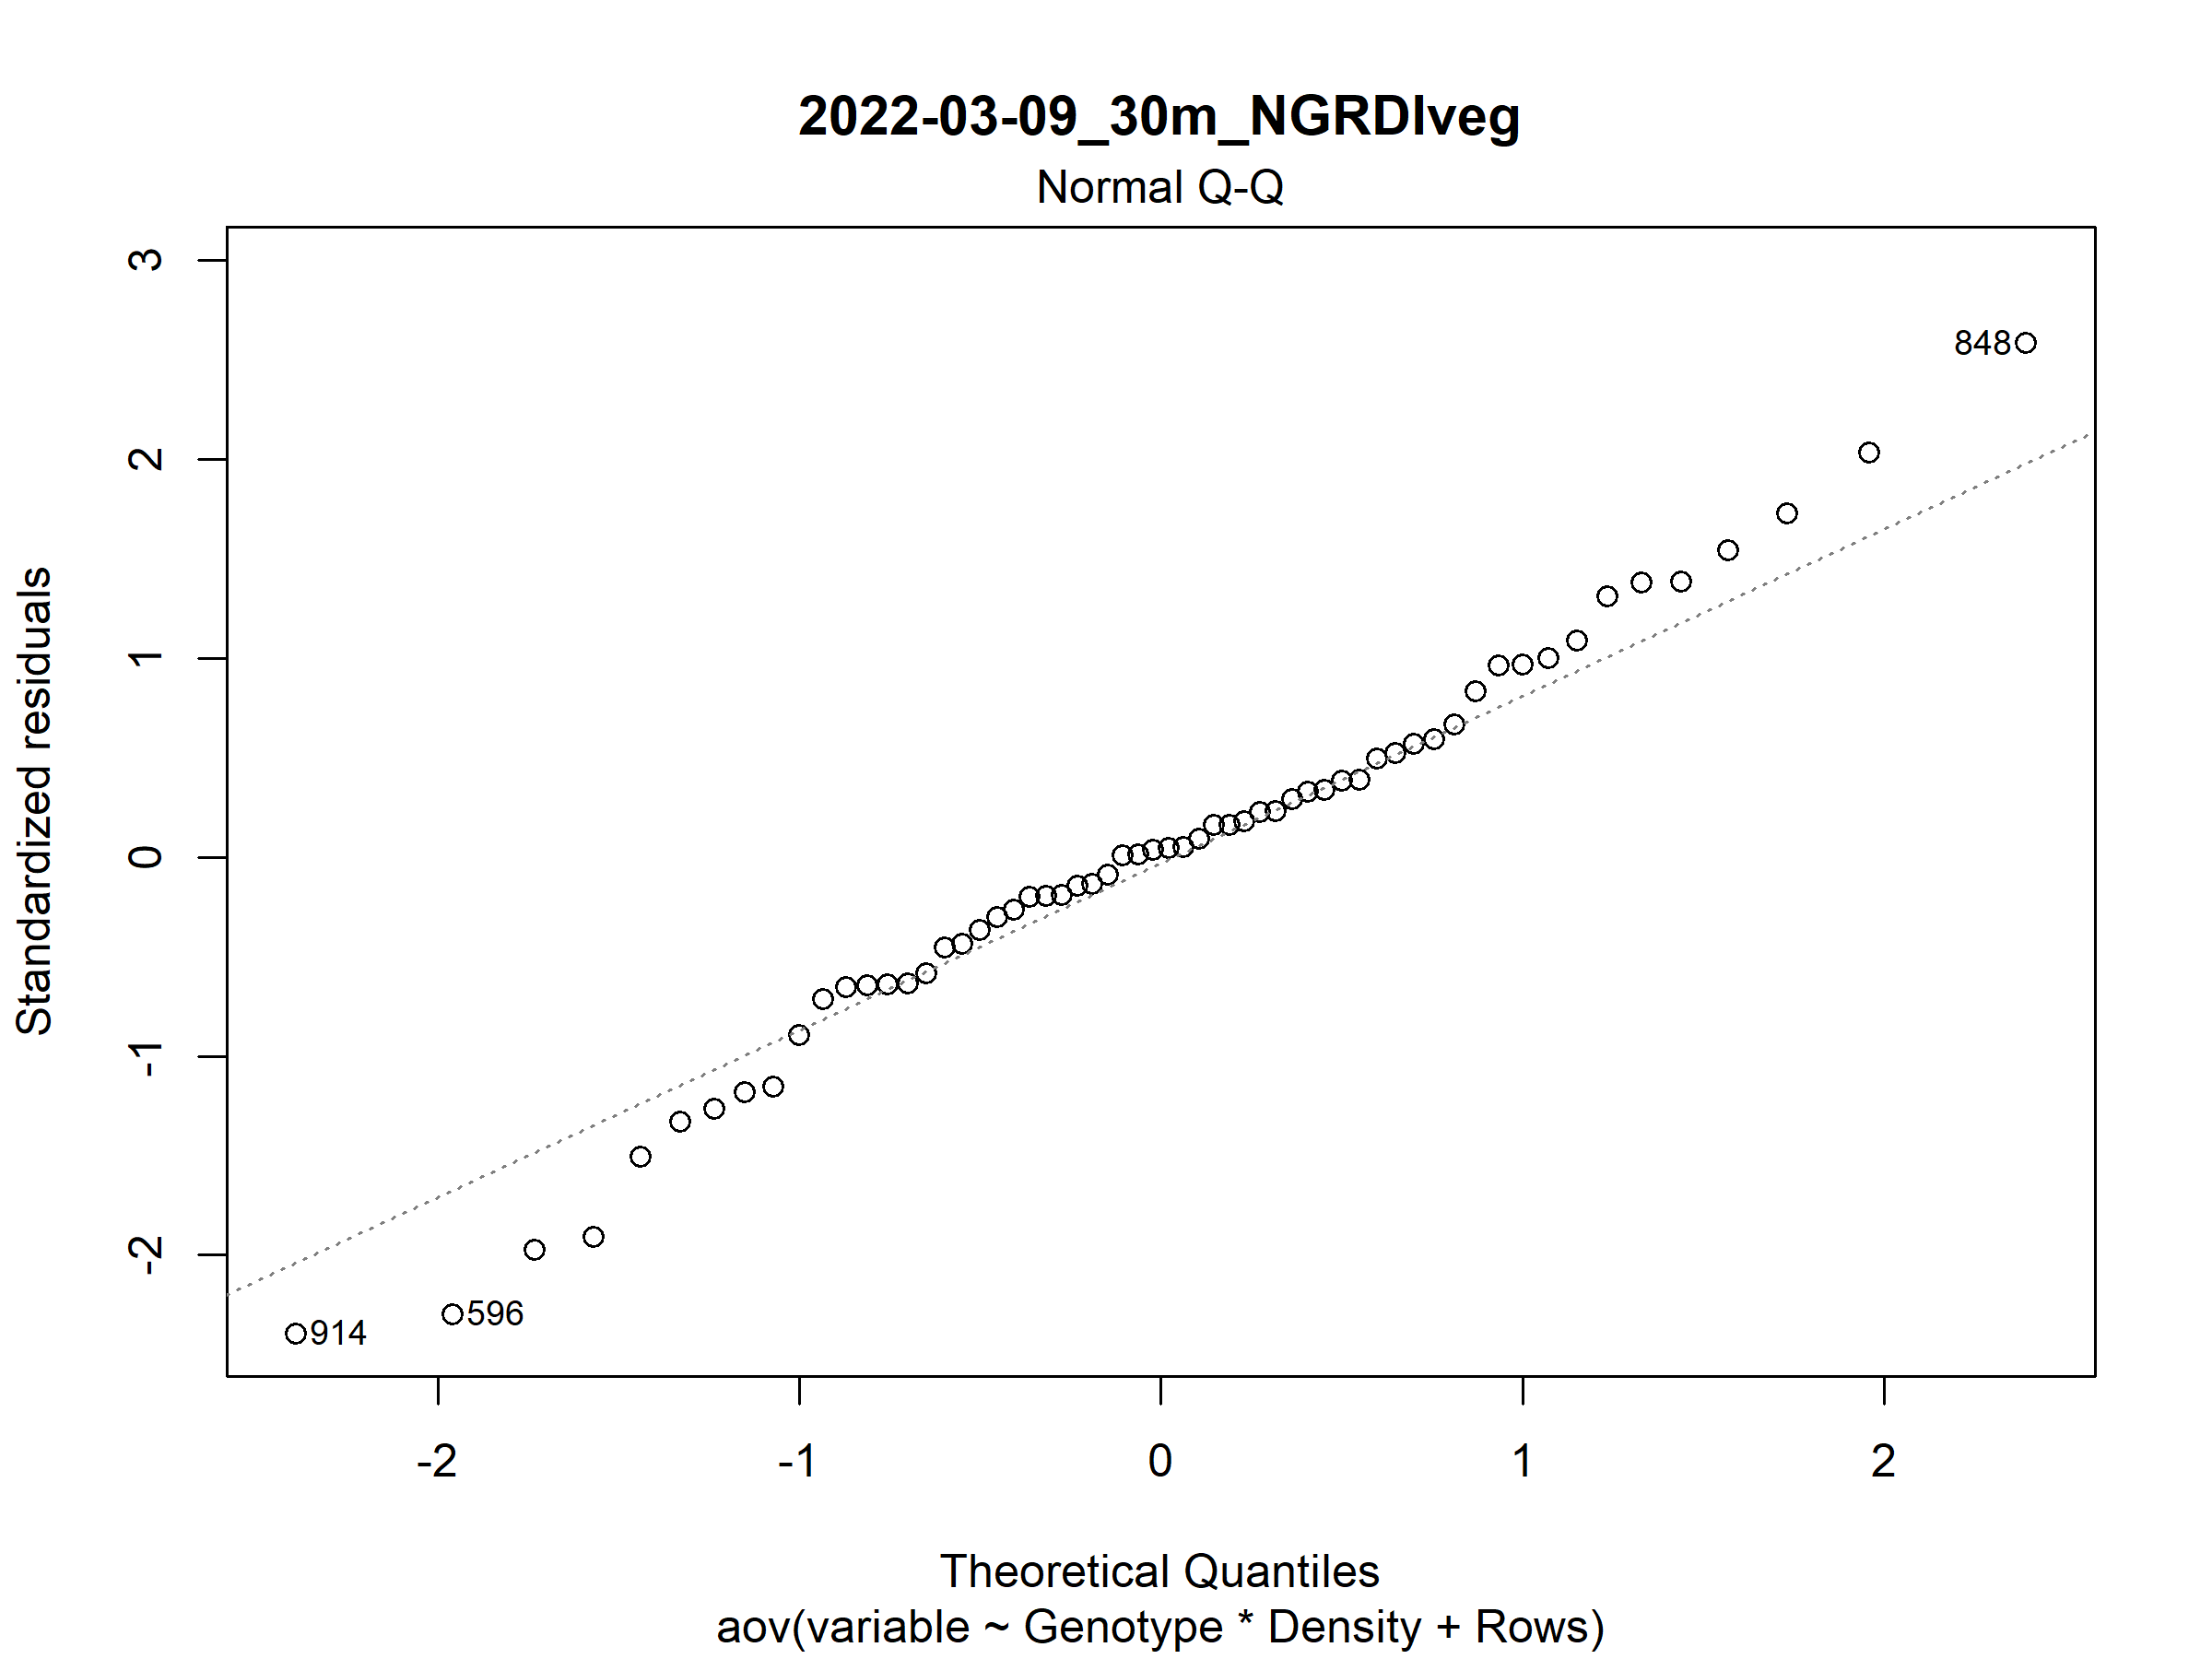 2022-03-09_30m_NGRDIveg
Normal Q-Q
3
2
1
0
-1
-2
Standardized residuals
848
596
914
-2 -1 0 1 2
Theoretical Quantiles
aov(variable ~ Genotype * Density + Rows)